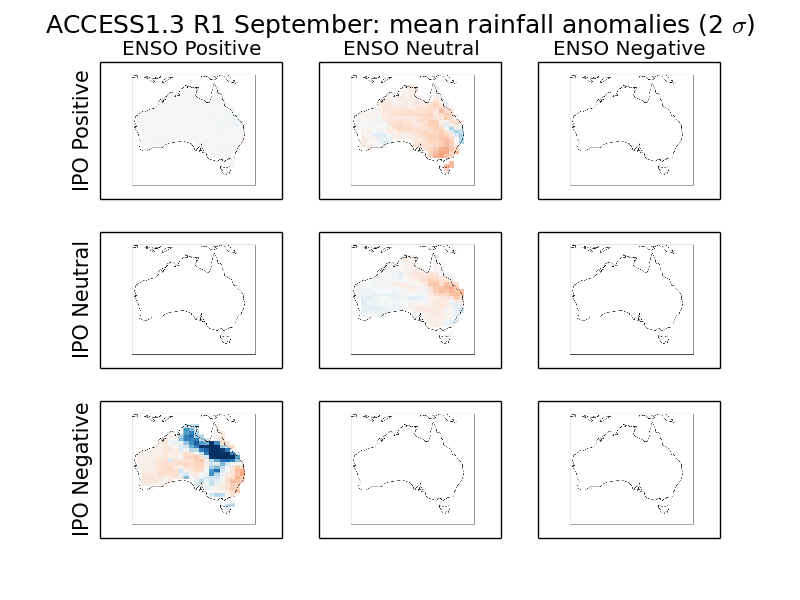 ACCESS1.3 R1 September: mean rainfall anomalies (2 σ)
ENSO Positive ENSO Neutral ENSO Negative
IPO Positive
IPO Neutral
IPO Negative